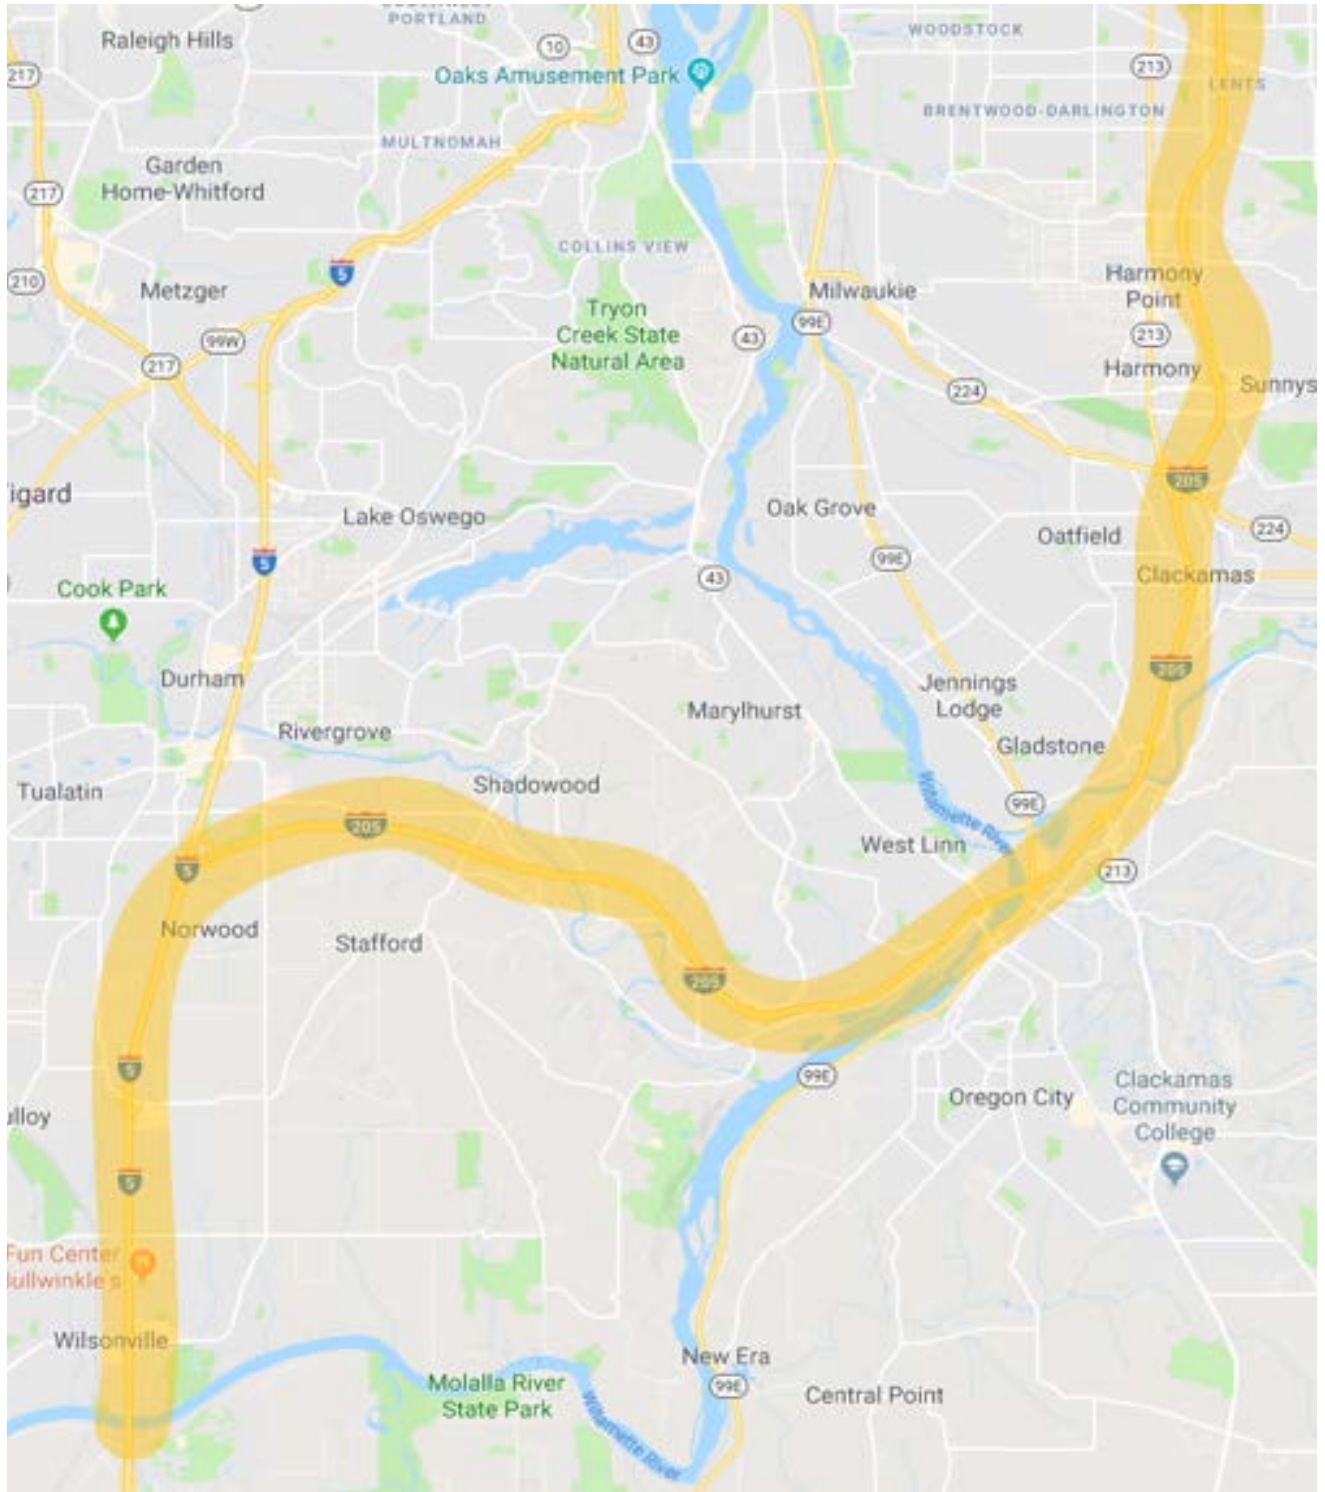 PORTLAND
WOODSTOCK
Raleigh Hills
10
43
213
217
Oaks Amusement Park
LENTS
BRENTWOOD-DARLINGTON
MULTNOMAH
Garden
Home-Whitford
217
COLLINS VIEW
5
Harmony
Point
210
Metzger
Milwaukie
Tryon
Creek State
Natural Area
99E
99W
43
213
217
Harmony
224
Sunnys
205
igard
Lake Oswego
Oak Grove
Oatfield
224
5
99E
43
Clackamas
Cook Park
205
Durham
Jennings
Lodge
Marylhurst
Rivergrove
Gladstone
Shadowood
Tualatin
99E
Willamette River
205
West Linn
5
213
Norwood
Stafford
205
5
99E
Clackamas
Community
College
Oregon City
ulloy
5
Fun Center
Bullwinkle's
Wilsonville
New Era
Molalla River
State Park
99E
Central Point
Willamette River